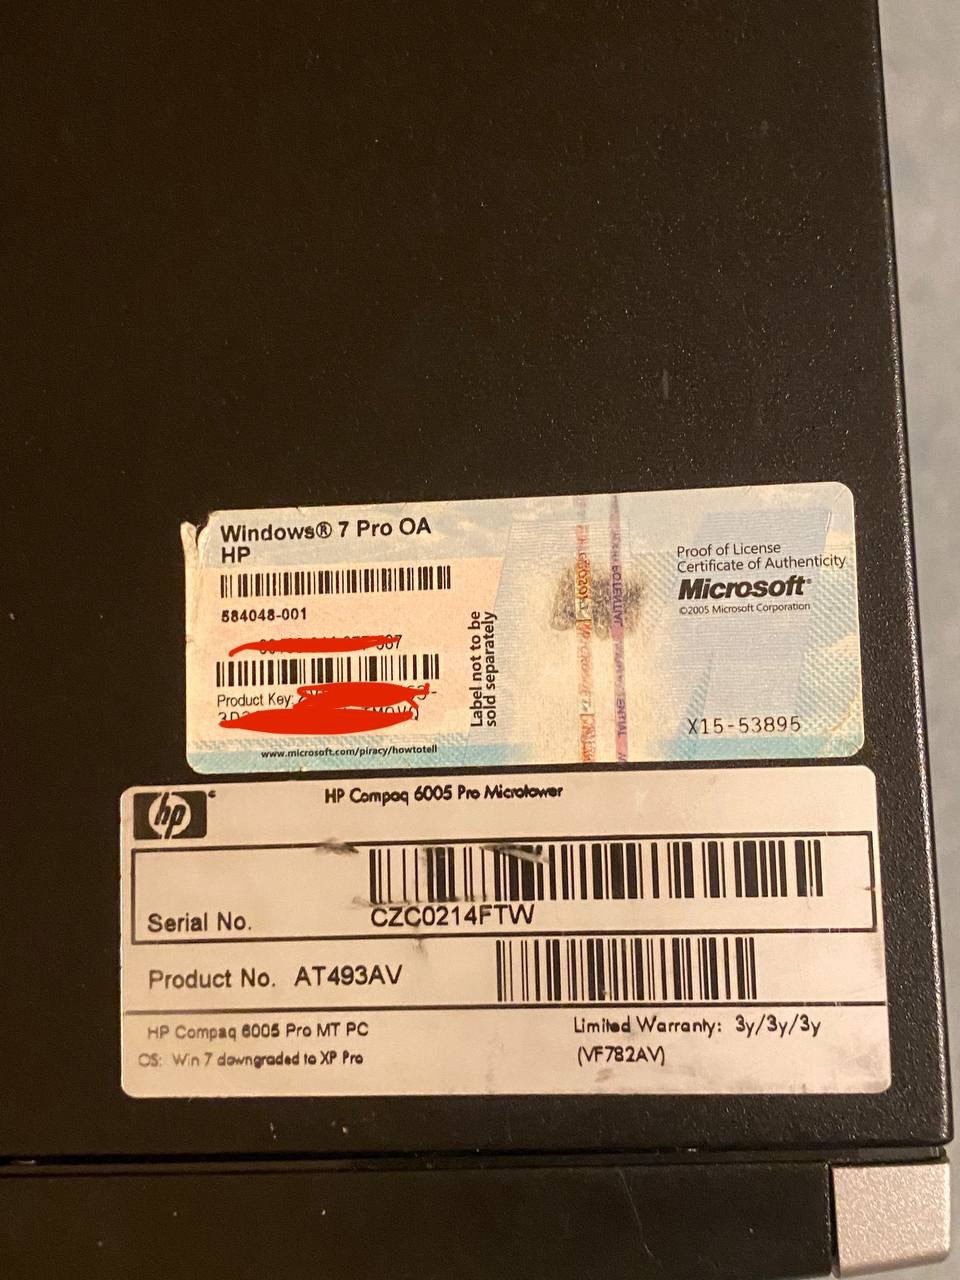 Windows® 7 Pro OA
HP
584048-001
Product Key:
www.microsoft.com/piracy/howtotell
Label not to be
sold separately
Proof of License
Certificate of Authenticity
Microsoft®
©2005 Microsoft Corporation
X15-53895
hp
HP Compaq 6005 Pro Microtower
Serial No.
CZC0214FTW
Product No. AT493AV
HP Compaq 6005 Pro MT PC
OS: Win 7 downgraded to XP Pro
Limited Warranty: 3y/3y/3y
(VF782AV)